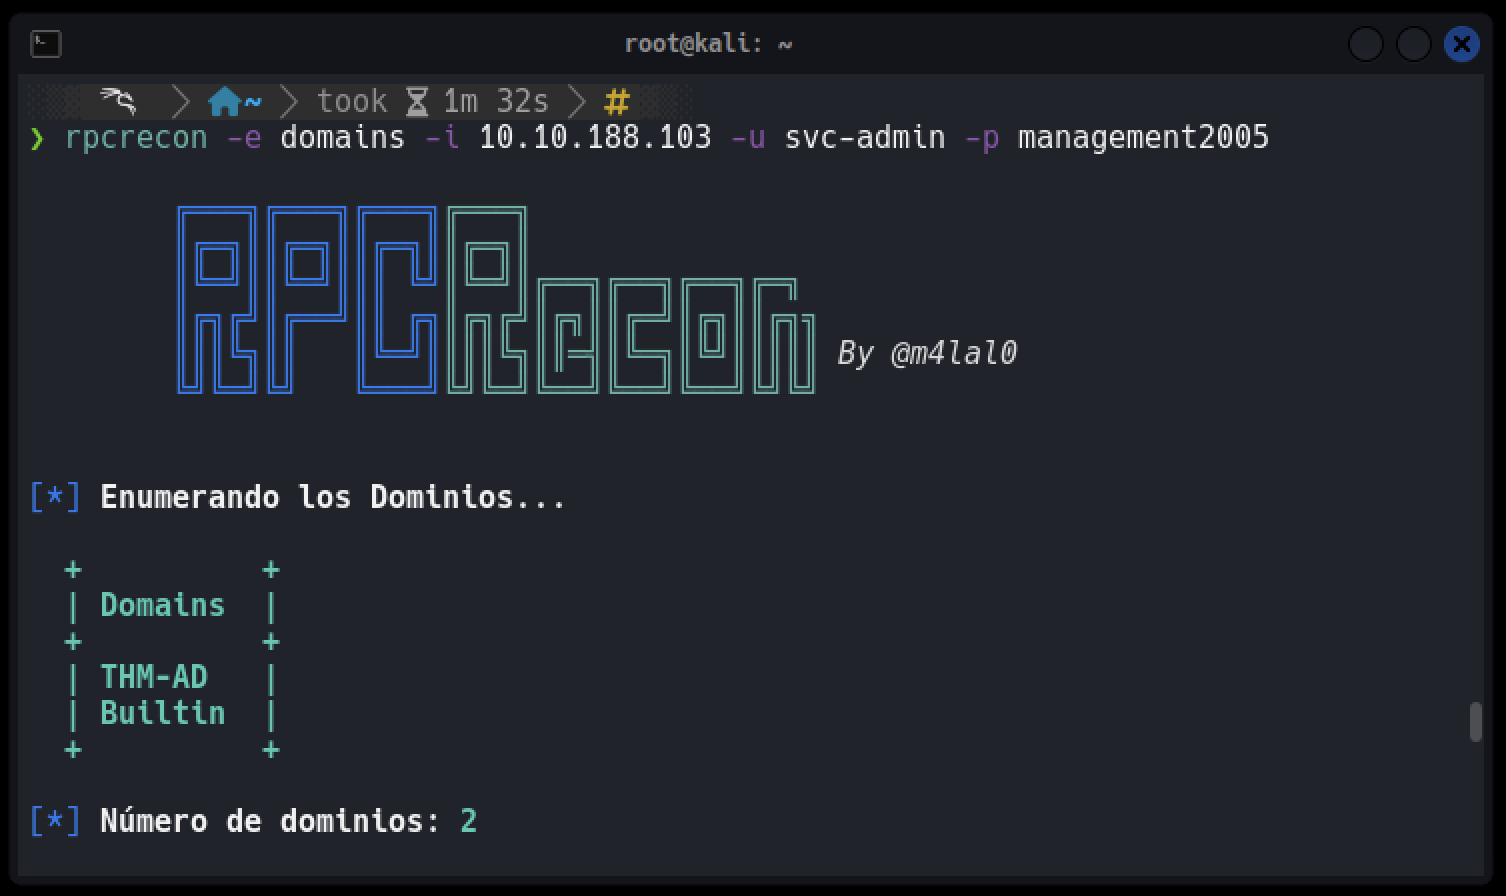 root@kali: ~
~ took 1m 32s #
❯ rpcrecon -e domains -i 10.10.188.103 -u svc-admin -p management2005
RPCRecon By @m4lal0
[*] Enumerando los Dominios...
+ +
| Domains |
+ +
| THM-AD |
| Builtin |
+ +
[*] Número de dominios: 2